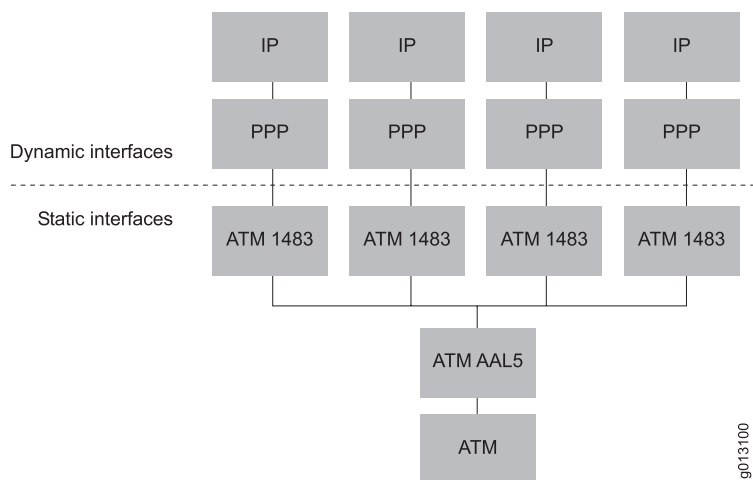 IP
IP
IP
IP
PPP
PPP
PPP
PPP
Dynamic interfaces
Static interfaces
ATM 1483
ATM 1483
ATM 1483
ATM 1483
ATM AAL5
ATM
g013100